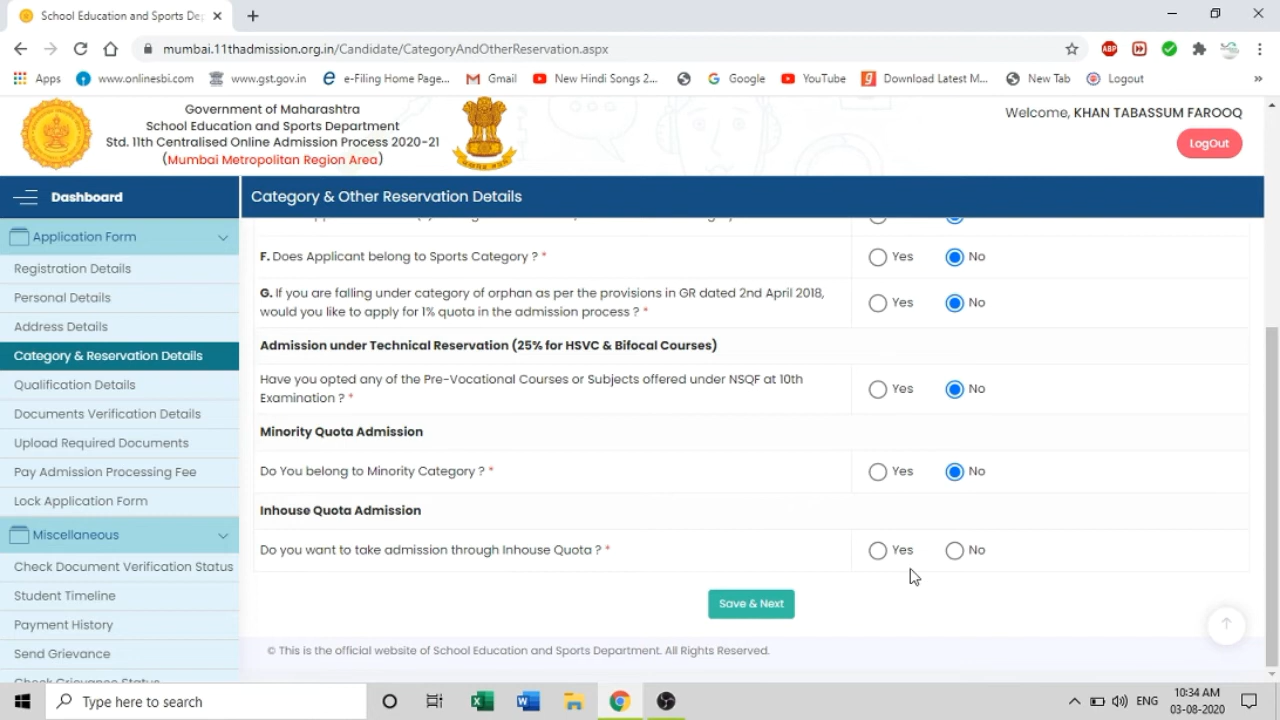 School Education and Sports De
mumbai.11thadmission.org.in/Candidate/CategoryAndOtherReservation.aspx
ABP
Apps www.onlinesbi.com www.gst.gov.in e-Filing Home Page... Gmail New Hindi Songs 2... Google YouTube Download Latest M... New Tab Logout »
Government of Maharashtra
School Education and Sports Department
Std. 11th Centralised Online Admission Process 2020-21
(Mumbai Metropolitan Region Area)
Welcome, KHAN TABASSUM FAROOQ
LogOut
Dashboard
Category & Other Reservation Details
Application Form
Registration Details
Personal Details
Address Details
Category & Reservation Details
Qualification Details
Documents Verification Details
Upload Required Documents
Pay Admission Processing Fee
Lock Application Form
Miscellaneous
Check Document Verification Status
Student Timeline
Payment History
Send Grievance
Check Grievance Status
F. Does Applicant belong to Sports Category ? * Yes No
G. If you are falling under category of orphan as per the provisions in GR dated 2nd April 2018,
would you like to apply for 1% quota in the admission process ? * Yes No
Admission under Technical Reservation (25% for HSVC & Bifocal Courses)
Have you opted any of the Pre-Vocational Courses or Subjects offered under NSQF at 10th
Examination ? * Yes No
Minority Quota Admission
Do You belong to Minority Category ? * Yes No
Inhouse Quota Admission
Do you want to take admission through Inhouse Quota ? * Yes No
Save & Next
© This is the official website of School Education and Sports Department. All Rights Reserved.
Type here to search
ENG
10:34 AM
03-08-2020